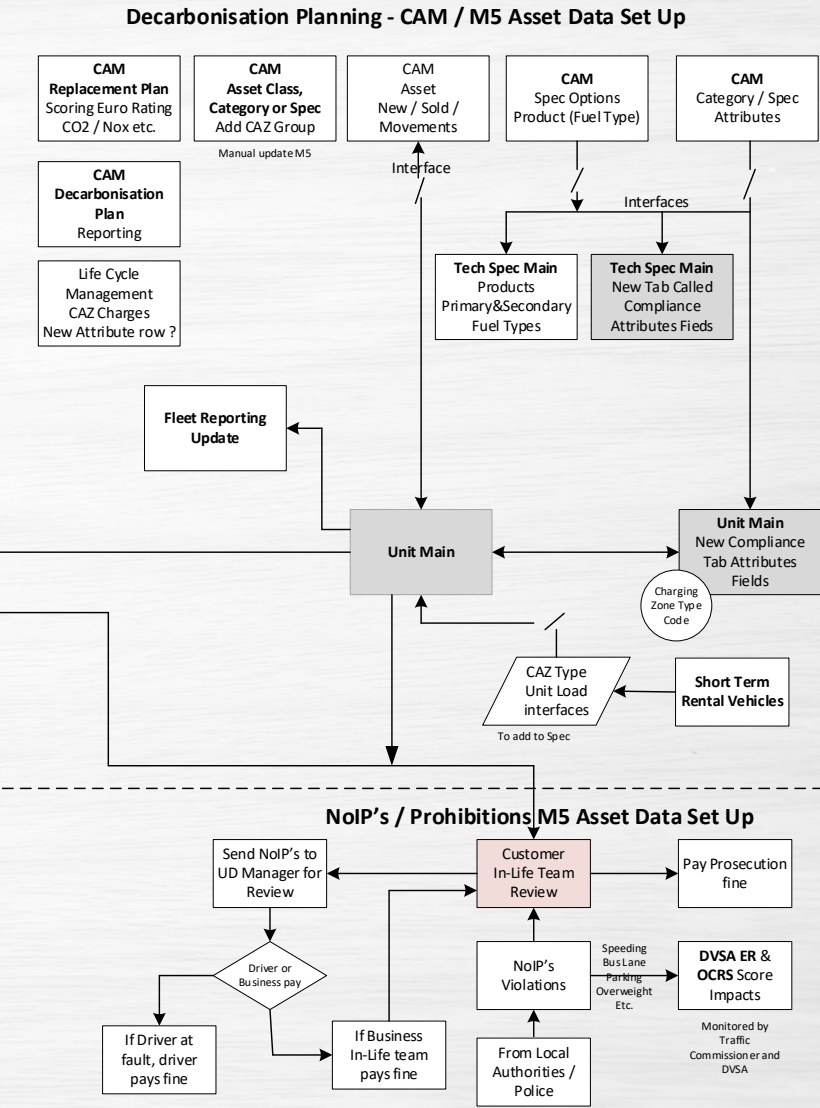 Decarbonisation Planning - CAM / M5 Asset Data Set Up
CAM
Replacement Plan
Scoring Euro Rating
CO2 / Nox etc.
CAM
Asset Class,
Category or Spec
Add CAZ Group
Manual update M5
CAM
Asset
New / Sold /
Movements
CAM
Spec Options
Product (Fuel Type)
CAM
Category / Spec
Attributes
Interface
Interfaces
CAM
Decarbonisation
Plan
Reporting
Life Cycle
Management
CAZ Charges
New Attribute row ?
Tech Spec Main
Products
Primary&Secondary
Fuel Types
Tech Spec Main
New Tab Called
Compliance
Attributes Fieds
Fleet Reporting
Update
Unit Main
Unit Main
New Compliance
Tab Attributes
Fields
Charging
Zone Type
Code
CAZ Type
Unit Load
interfaces
To add to Spec
Short Term
Rental Vehicles
NoIP's / Prohibitions M5 Asset Data Set Up
Send NoIP's to
UD Manager for
Review
Customer
In-Life Team
Review
Pay Prosecution
fine
Driver or
Business pay
NoIP's
Violations
Speeding
Bus Lane
Parking
Overweight
Etc.
DVSA ER &
OCRS Score
Impacts
Monitored by
Traffic
Commissioner and
DVSA
If Driver at
fault, driver
pays fine
If Business
In-Life team
pays fine
From Local
Authorities /
Police